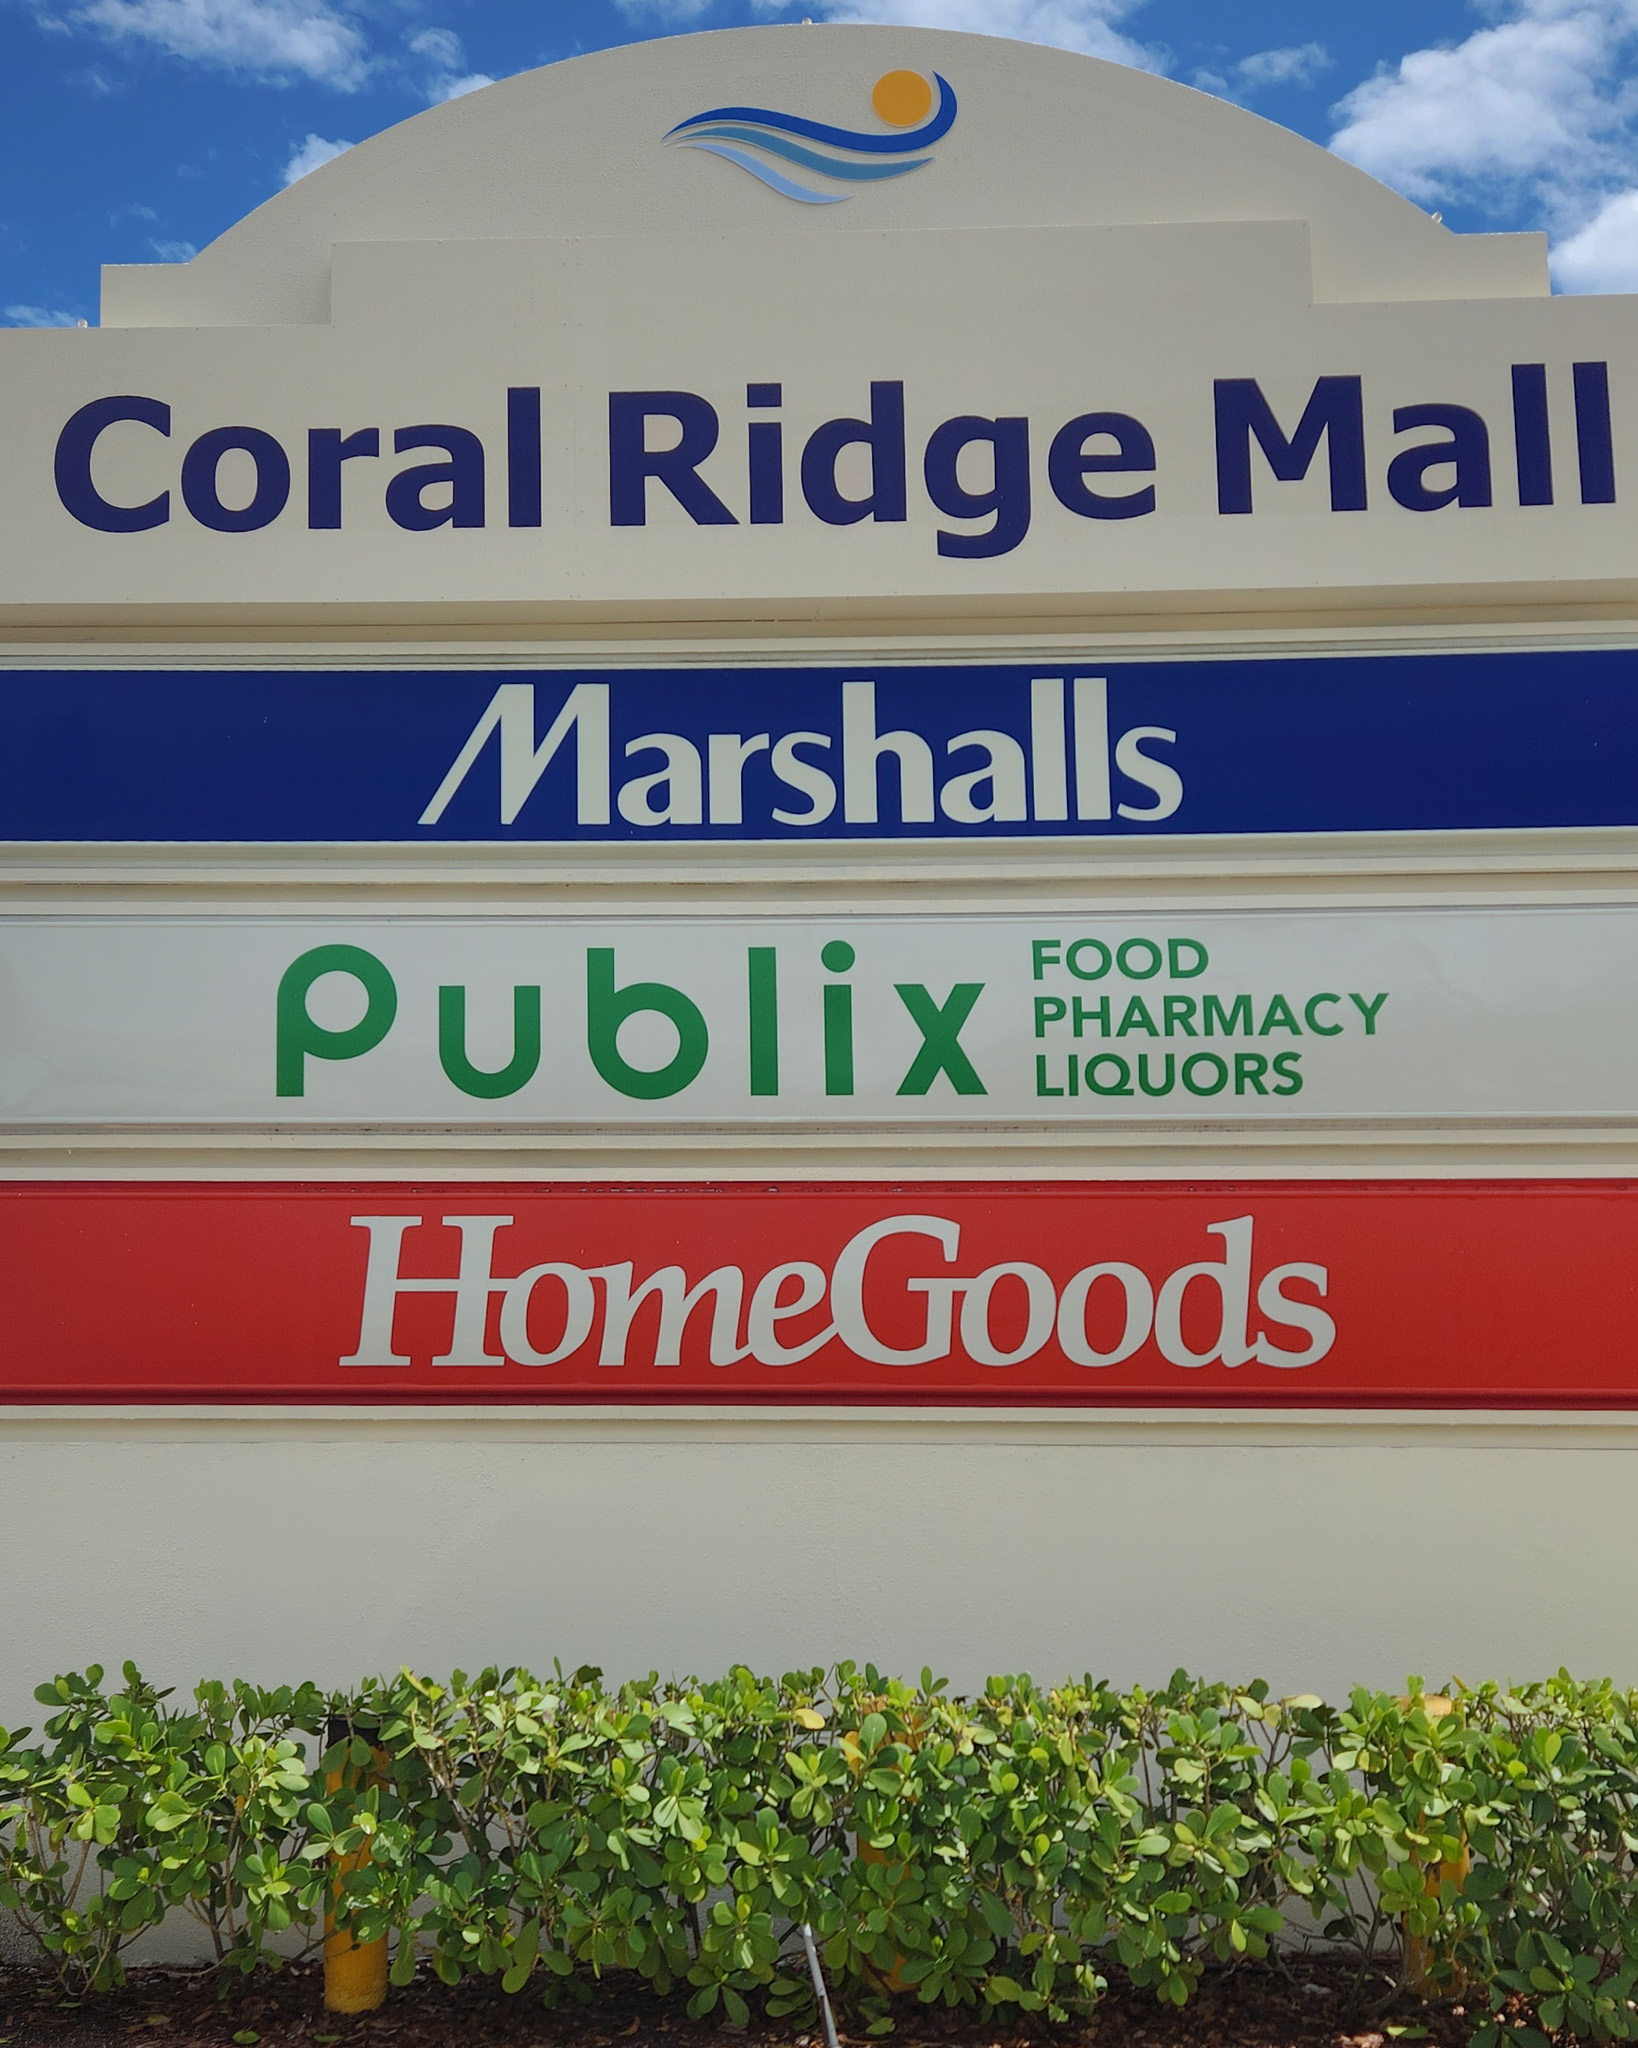 Coral Ridge Mall
Marshalls
Publix
FOOD
PHARMACY
LIQUORS
HomeGoods